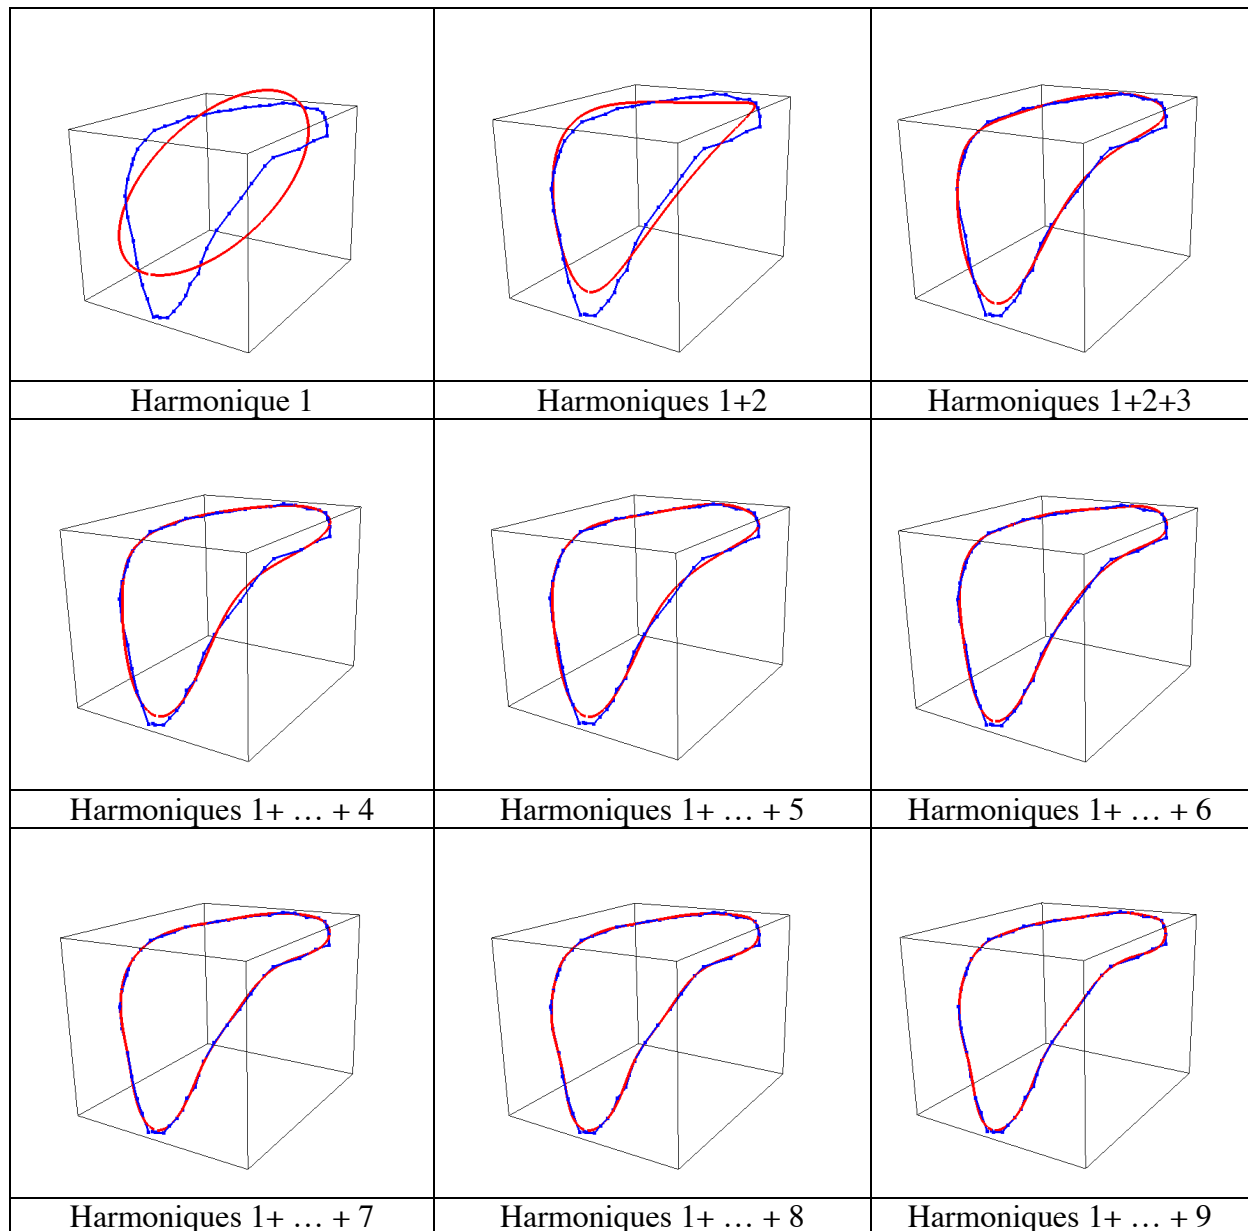 Harmonique 1
Harmoniques 1+2
Harmoniques 1+2+3
Harmoniques 1+ … + 4
Harmoniques 1+ … + 5
Harmoniques 1+ … + 6
Harmoniques 1+ … + 7
Harmoniques 1+ … + 8
Harmoniques 1+ … + 9